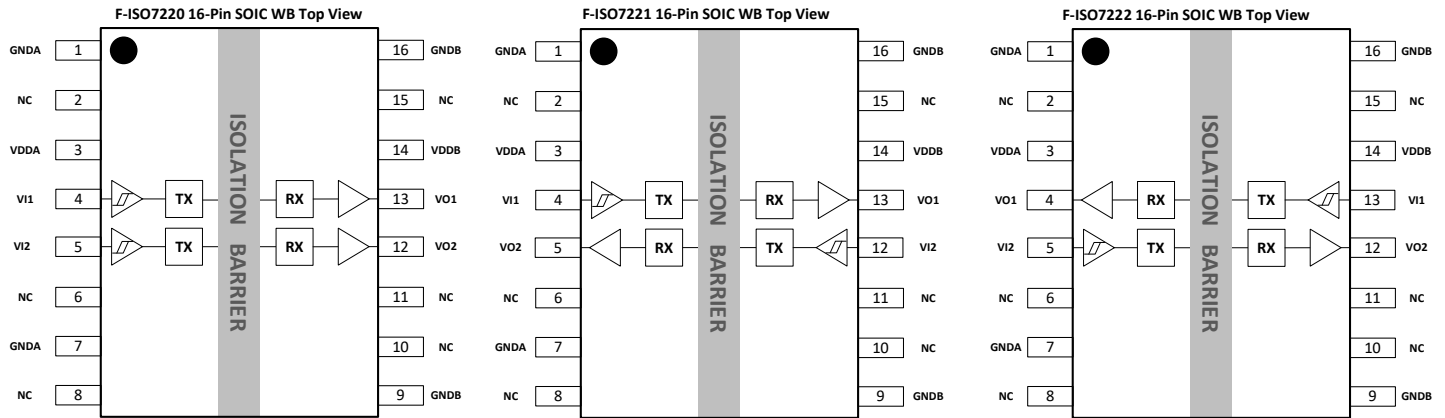 F-ISO7220 16-Pin SOIC WB Top View
GNDA 1 16 GNDB
NC 2 15 NC
VDDA 3 14 VDDB
VI1 4 TX RX 13 VO1
VI2 5 TX RX 12 VO2
NC 6 11 NC
GNDA 7 10 NC
NC 8 9 GNDB
ISOLATION BARRIER
F-ISO7221 16-Pin SOIC WB Top View
GNDA 1 16 GNDB
NC 2 15 NC
VDDA 3 14 VDDB
VI1 4 TX RX 13 VO1
VO2 5 RX TX 12 VI2
NC 6 11 NC
GNDA 7 10 NC
NC 8 9 GNDB
ISOLATION BARRIER
F-ISO7222 16-Pin SOIC WB Top View
GNDA 1 16 GNDB
NC 2 15 NC
VDDA 3 14 VDDB
VO1 4 RX TX 13 VI1
VI2 5 TX RX 12 VO2
NC 6 11 NC
GNDA 7 10 NC
NC 8 9 GNDB
ISOLATION BARRIER